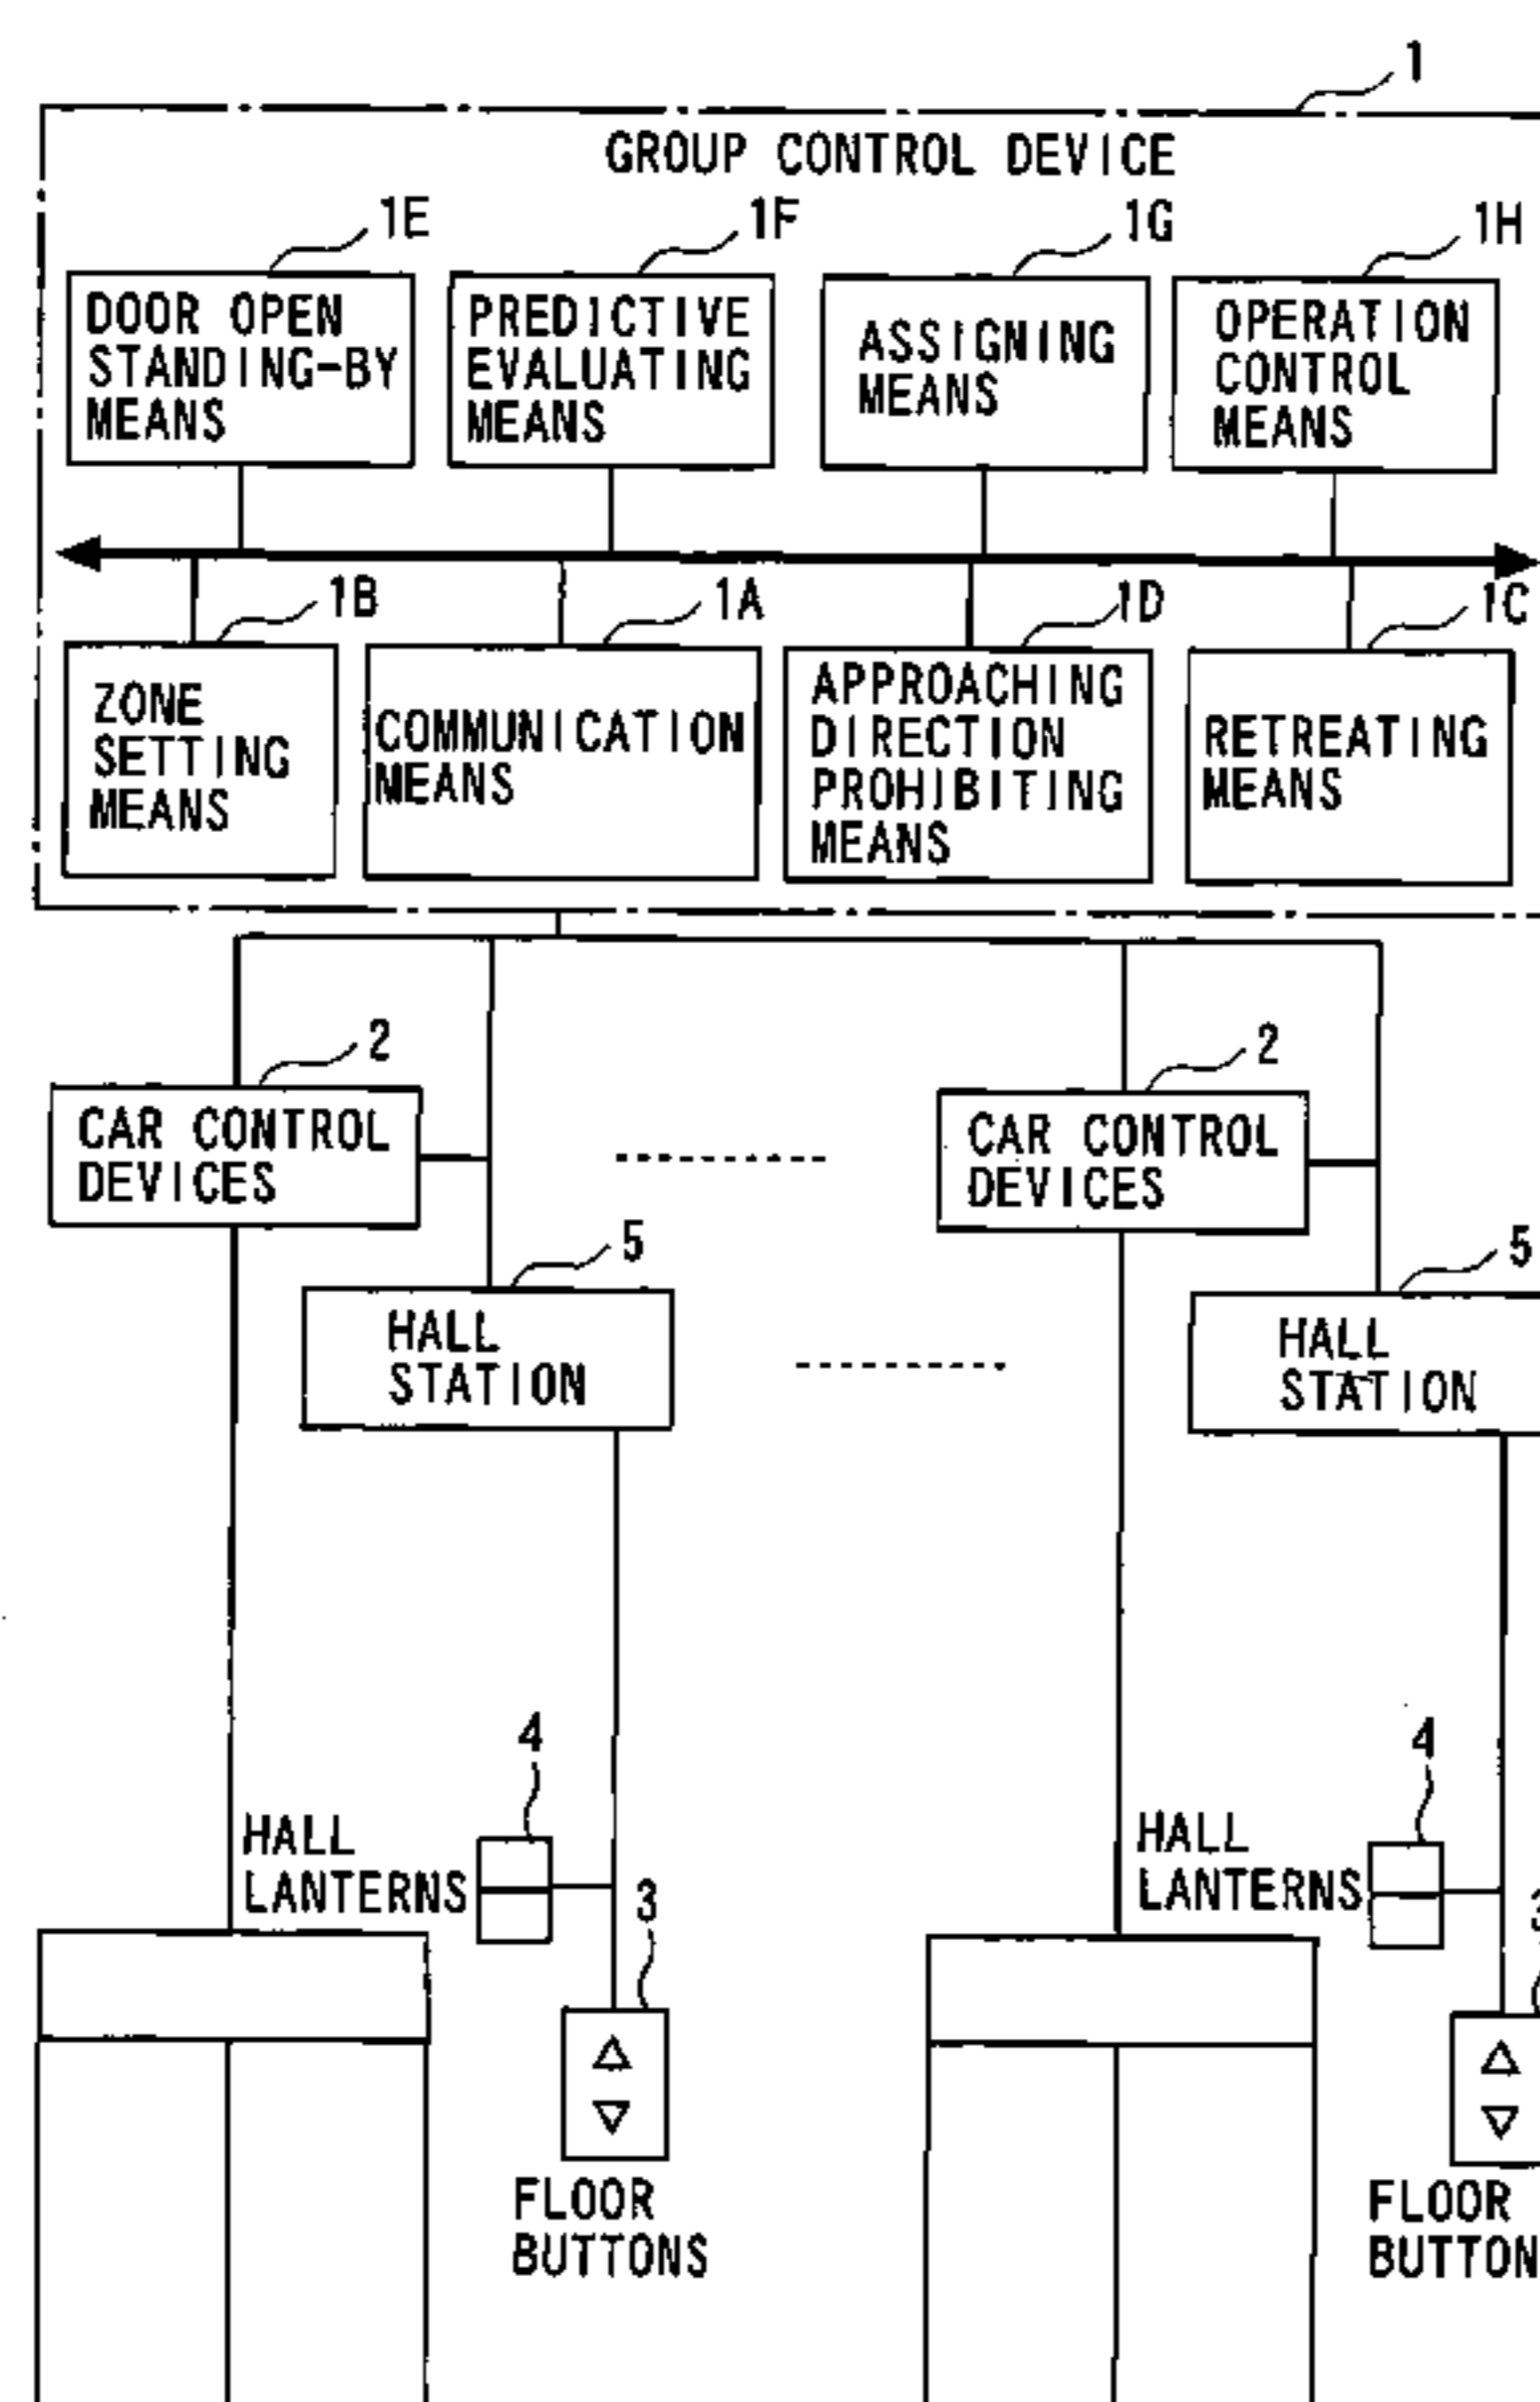 1
GROUP CONTROL DEVICE
1E
1F
1G
1H
DOOR OPEN
STANDING-BY
MEANS
PREDICTIVE
EVALUATING
MEANS
ASSIGNING
MEANS
OPERATION
CONTROL
MEANS
1B
1A
1D
1C
ZONE
SETTING
MEANS
COMMUNICATION
MEANS
APPROACHING
DIRECTION
PROHIBITING
MEANS
RETREATING
MEANS
2
2
CAR CONTROL
DEVICES
CAR CONTROL
DEVICES
5
5
HALL
STATION
HALL
STATION
4
4
HALL
LANTERNS
HALL
LANTERNS
3
FLOOR
BUTTONS
FLOOR
BUTTON